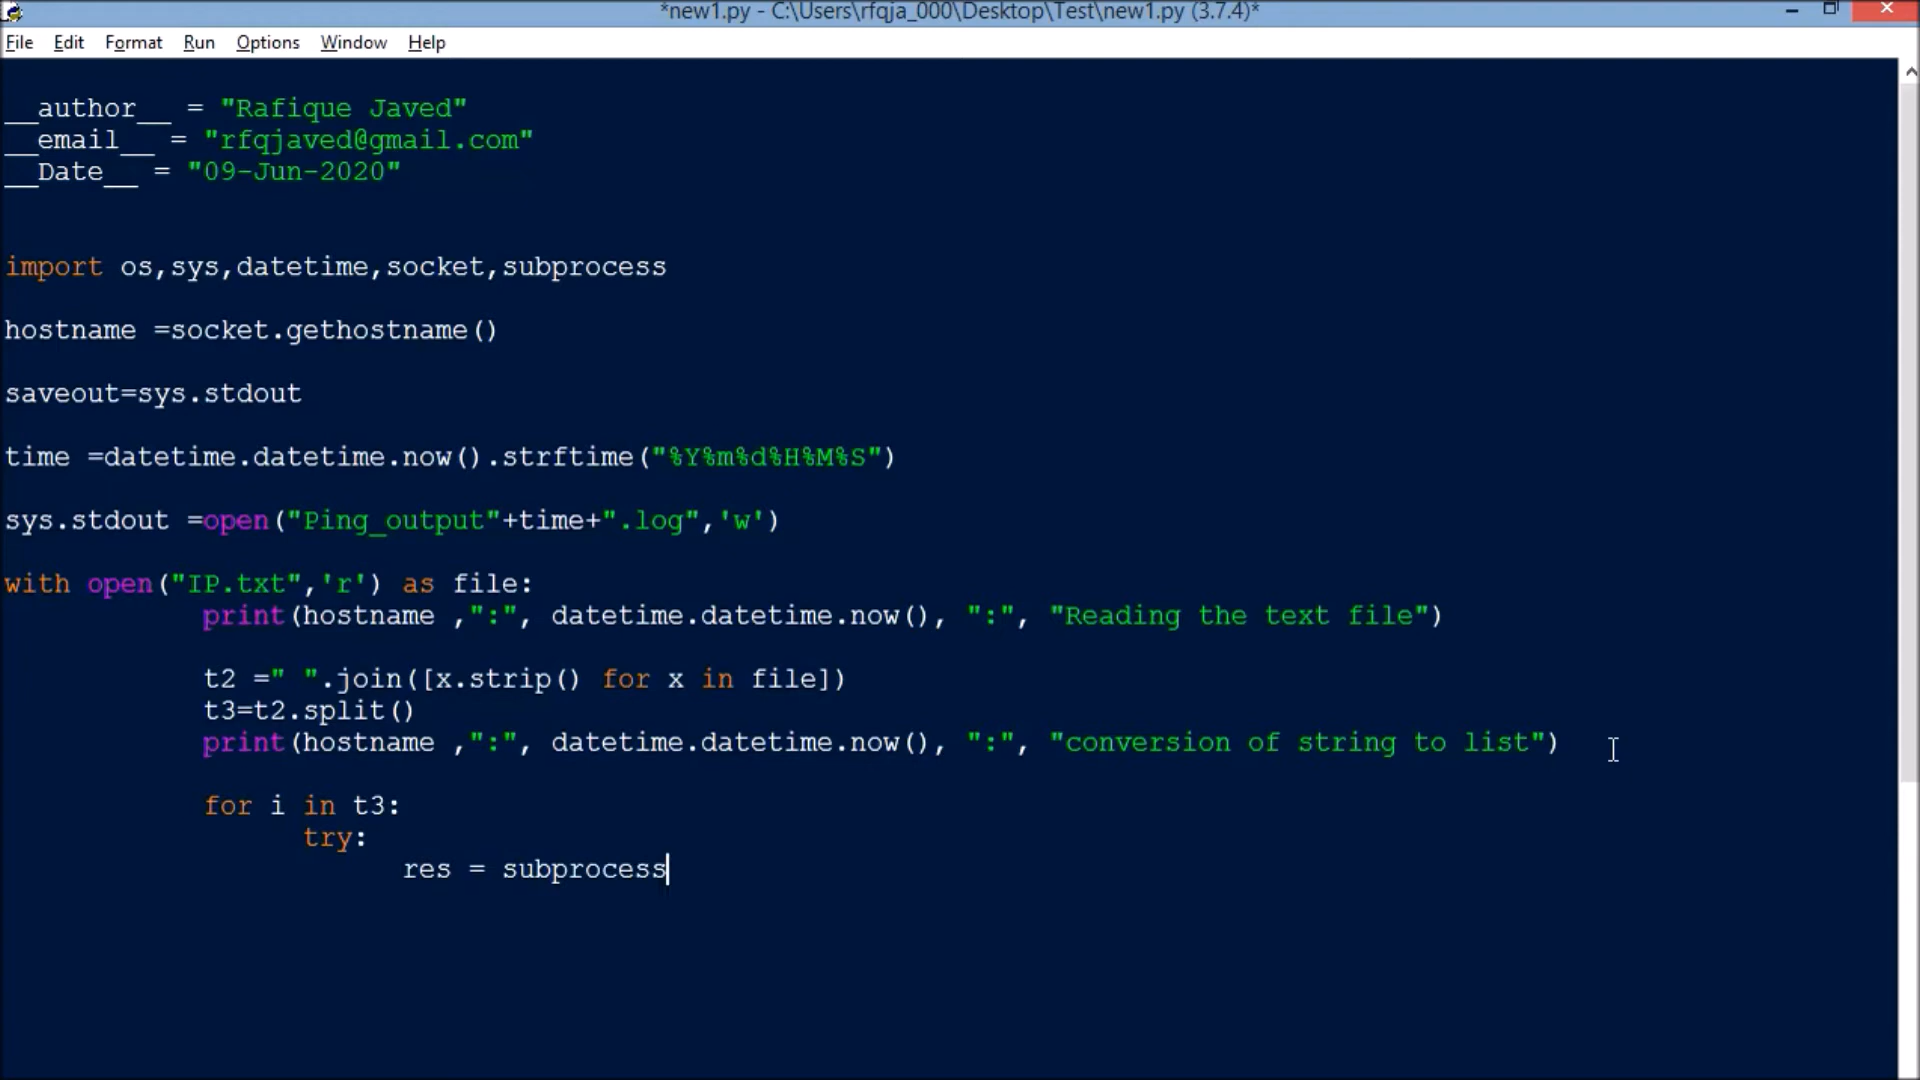 *new1.py - C:\Users\rfqja_000\Desktop\Test\new1.py (3.7.4)*
File Edit Format Run Options Window Help
__author__ = "Rafique Javed"
__email__ = "rfqjaved@gmail.com"
__Date__ = "09-Jun-2020"
import os,sys,datetime,socket,subprocess
hostname =socket.gethostname()
saveout=sys.stdout
time =datetime.datetime.now().strftime("%Y%m%d%H%M%S")
sys.stdout =open("Ping_output"+time+".log",'w')
with open("IP.txt",'r') as file:
print(hostname ,":", datetime.datetime.now(), ":", "Reading the text file")
t2 =" ".join([x.strip() for x in file])
t3=t2.split()
print(hostname ,":", datetime.datetime.now(), ":", "conversion of string to list")
for i in t3:
try:
res = subprocess